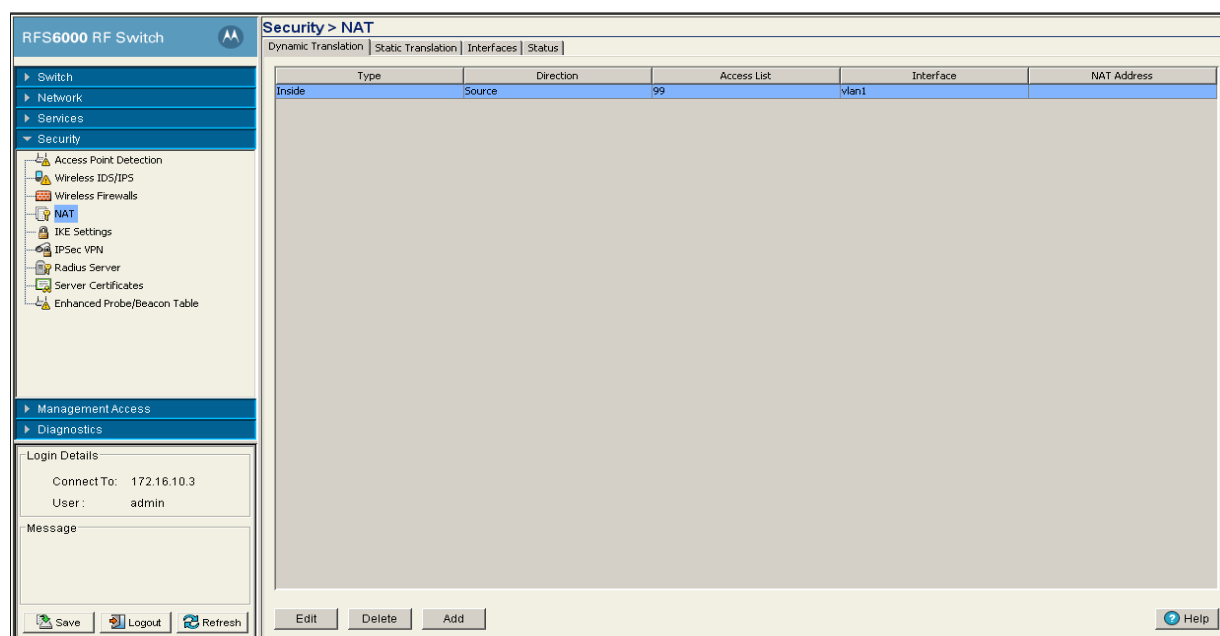 RFS6000 RF Switch
Switch
Network
Services
Security
Access Point Detection
Wireless IDS/IPS
Wireless Firewalls
NAT
IKE Settings
IPSec VPN
Radius Server
Server Certificates
Enhanced Probe/Beacon Table
Management Access
Diagnostics
Login Details
Connect To: 172.16.10.3
User : admin
Message
Save Logout Refresh
Security > NAT
Dynamic Translation Static Translation Interfaces Status
Type Direction Access List Interface NAT Address
Inside Source 99 vlan1
Edit Delete Add Help